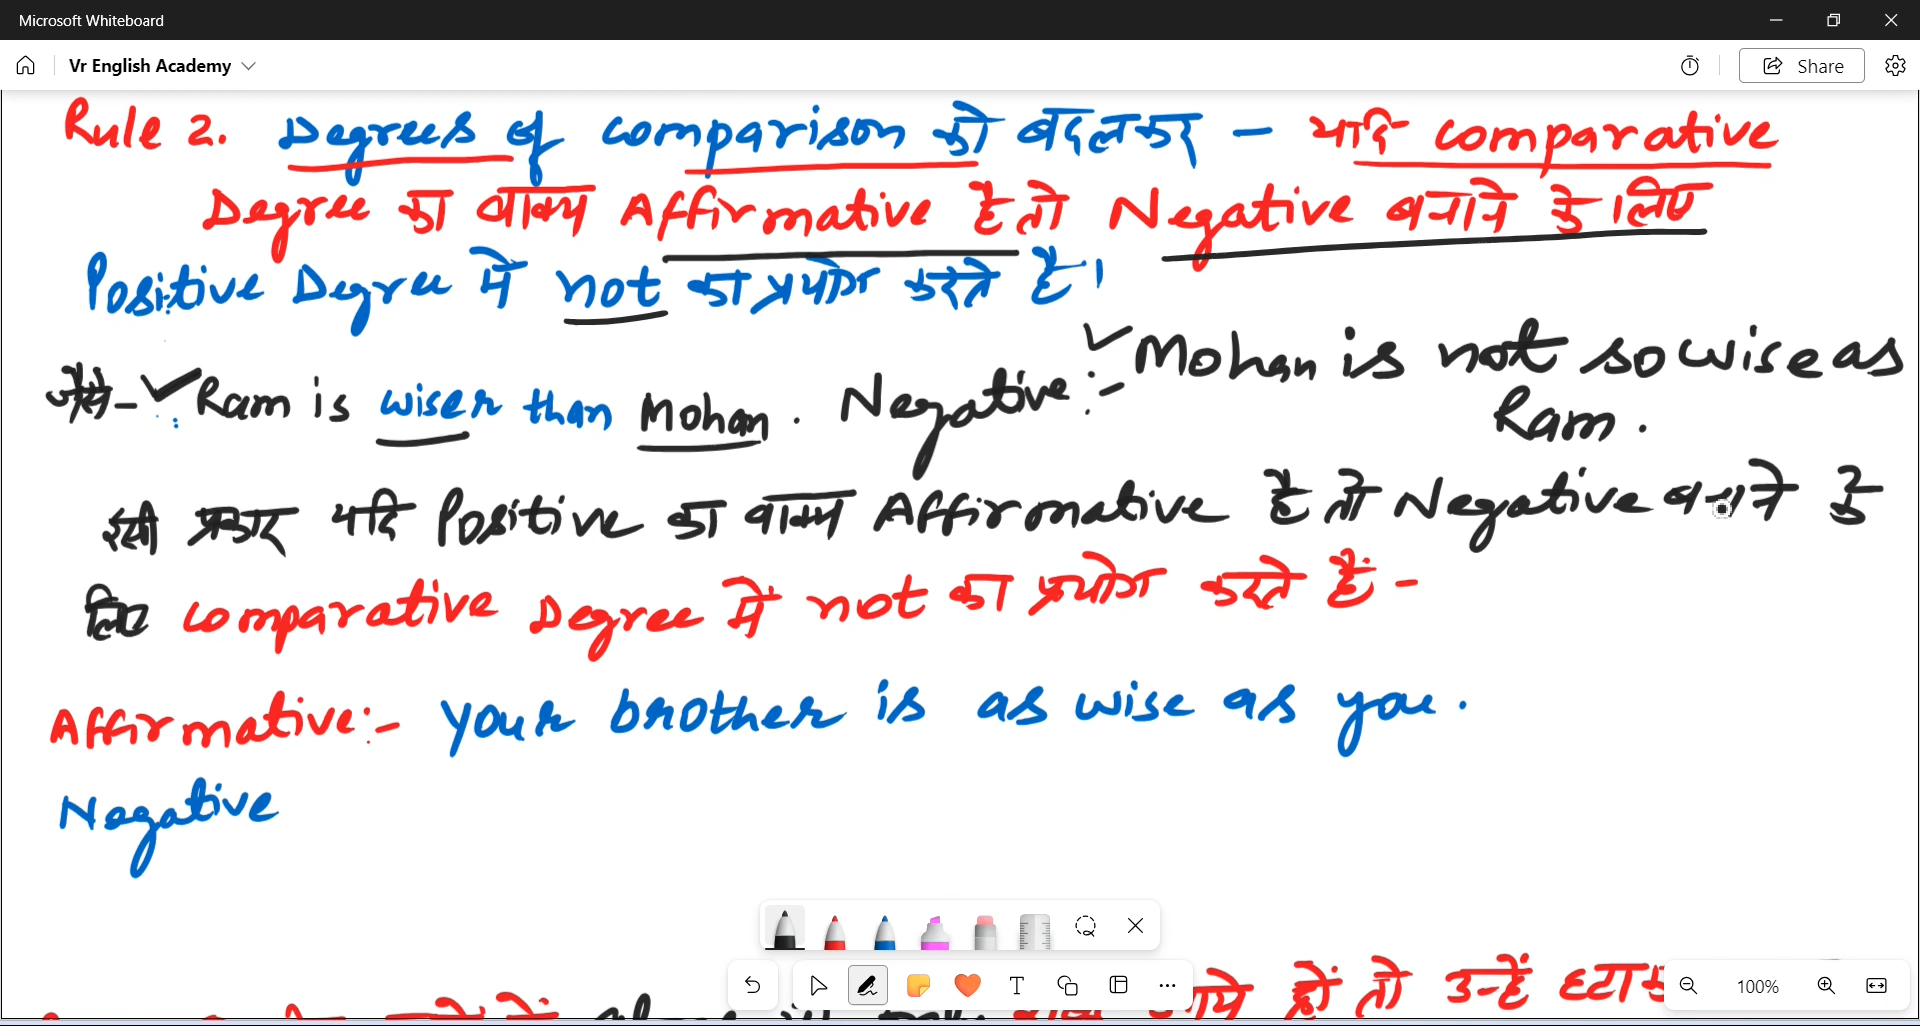 Microsoft Whiteboard
Vr English Academy
Share
Rule 2. Degrees of comparison को बदलकर - यदि comparative
Degree का वाक्य Affirmative है तो Negative बनाने के लिए
Positive Degree में not का प्रयोग करते है।
जैसे- Ram is wiser than Mohan. Negative:- Mohan is not so wise as
Ram.
इसी प्रकार यदि Positive का वाक्य Affirmative है तो Negative बनाने के
लिए comparative Degree में not का प्रयोग करते हैं -
Affirmative:- Your brother is as wise as you.
Negative
हो तो उन्हें हटाक
100%